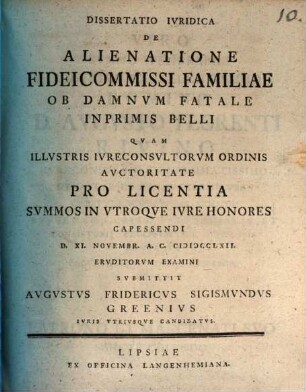 10.
DISSERTATIO IVRIDICA
DE
ALIENATIONE
FIDEICOMMISSI FAMILIAE
OB DAMNVM FATALE
INPRIMIS BELLI
QVAM
ILLVSTRIS IVRECONSVLTORVM ORDINIS
AVCTORITATE
PRO LICENTIA
SVMMOS IN VTROQVE IVRE HONORES
CAPESSENDI
D. XI. NOVEMBR. A. C. CIƆIƆCCLXII.
ERVDITORVM EXAMINI
SVBMITTIT
AVGVSTVS FRIDERICVS SIGISMVNDVS
GREENIVS
IVRIS VTRIVSQVE CANDIDATVS.
LIPSIAE
EX OFFICINA LANGENHEMIANA.